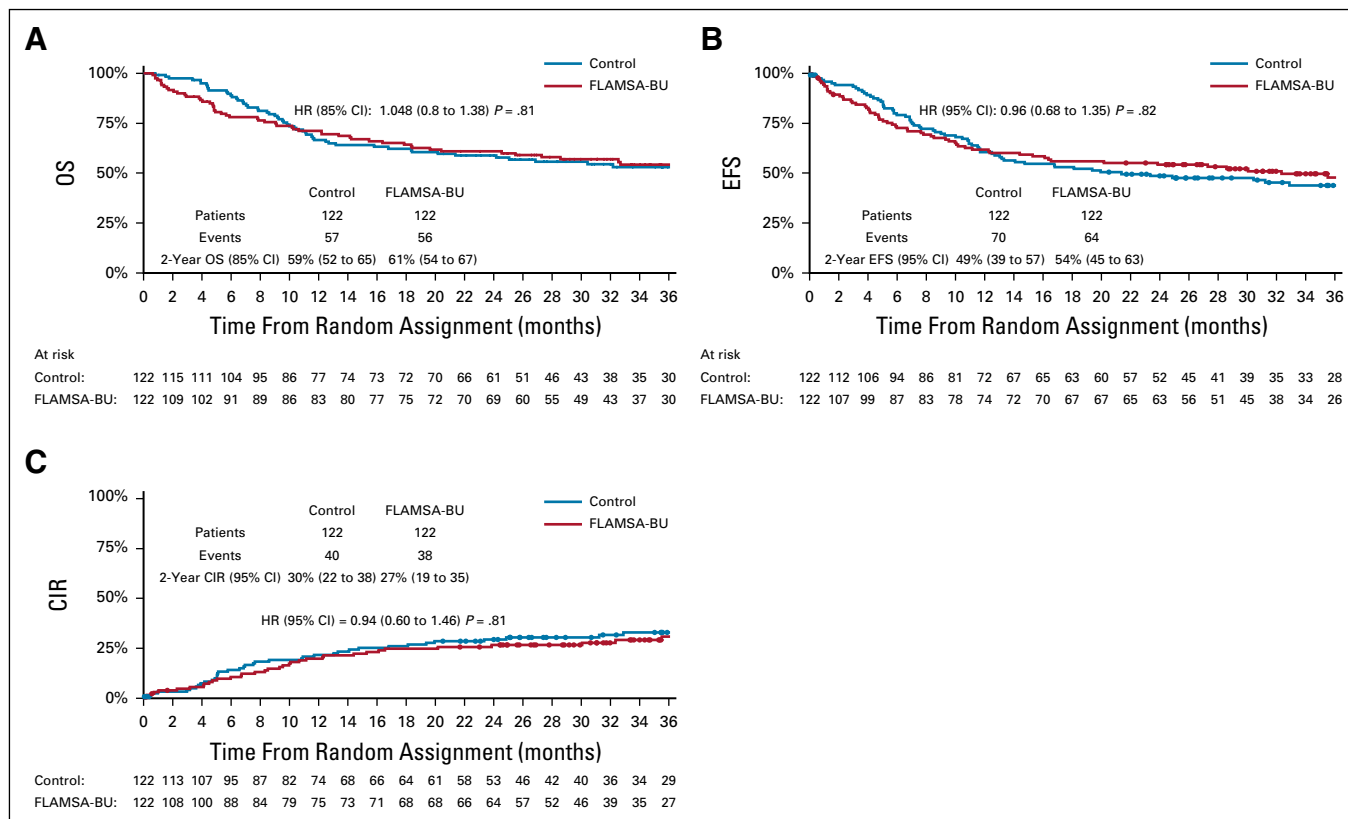 A
Control
FLAMSA-BU
100%
75%
50%
25%
0%
OS
HR (85% CI): 1.048 (0.8 to 1.38) P = .81
Control FLAMSA-BU
Patients 122 122
Events 57 56
2-Year OS (85% CI) 59% (52 to 65) 61% (54 to 67)
0 2 4 6 8 10 12 14 16 18 20 22 24 26 28 30 32 34 36
Time From Random Assignment (months)
At risk
Control: 122 115 111 104 95 86 77 74 73 72 70 66 61 51 46 43 38 35 30
FLAMSA-BU: 122 109 102 91 89 86 83 80 77 75 72 70 69 60 55 49 43 37 30
B
Control
FLAMSA-BU
100%
75%
50%
25%
0%
EFS
HR (95% CI): 0.96 (0.68 to 1.35) P = .82
Control FLAMSA-BU
Patients 122 122
Events 70 64
2-Year EFS (95% CI) 49% (39 to 57) 54% (45 to 63)
0 2 4 6 8 10 12 14 16 18 20 22 24 26 28 30 32 34 36
Time From Random Assignment (months)
At risk
Control: 122 112 106 94 86 81 72 67 65 63 60 57 52 45 41 39 35 33 28
FLAMSA-BU: 122 107 99 87 83 78 74 72 70 67 67 65 63 56 51 45 38 34 26
C
Control
FLAMSA-BU
100%
75%
50%
25%
0%
CIR
Control FLAMSA-BU
Patients 122 122
Events 40 38
2-Year CIR (95% CI) 30% (22 to 38) 27% (19 to 35)
HR (95% CI) = 0.94 (0.60 to 1.46) P = .81
0 2 4 6 8 10 12 14 16 18 20 22 24 26 28 30 32 34 36
Time From Random Assignment (months)
Control: 122 113 107 95 87 82 74 68 66 64 61 58 53 46 42 40 36 34 29
FLAMSA-BU: 122 108 100 88 84 79 75 73 71 68 68 66 64 57 52 46 39 35 27